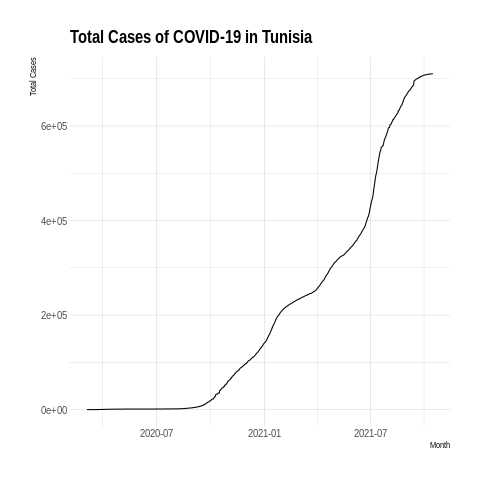 Total Cases of COVID-19 in Tunisia
Total Cases
6e+05
4e+05
2e+05
0e+00
2020-07
2021-01
2021-07
Month